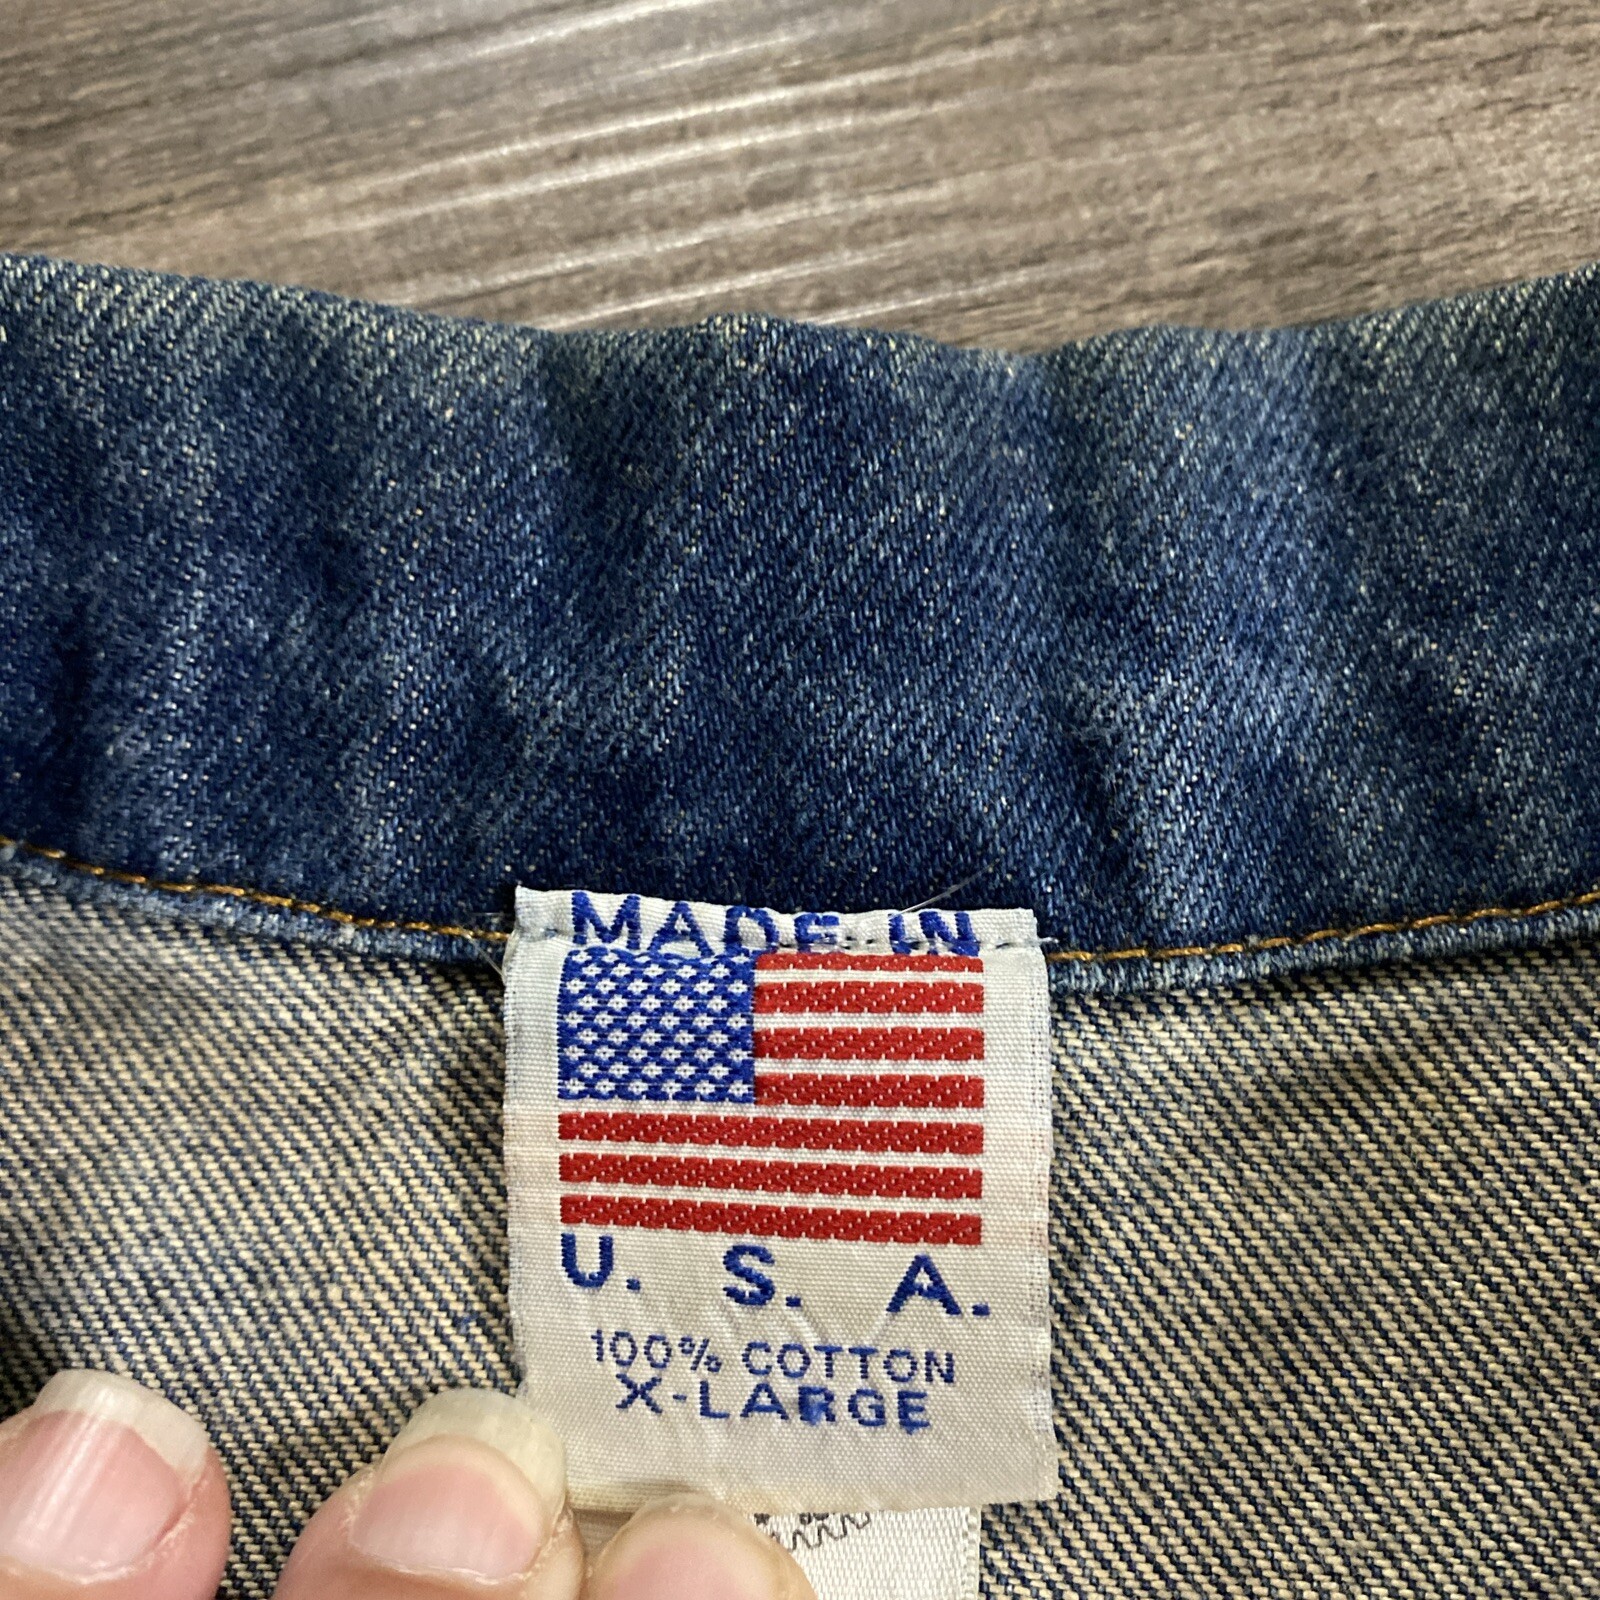 MADE IN
U. S. A.
100% COTTON
X-LARGE